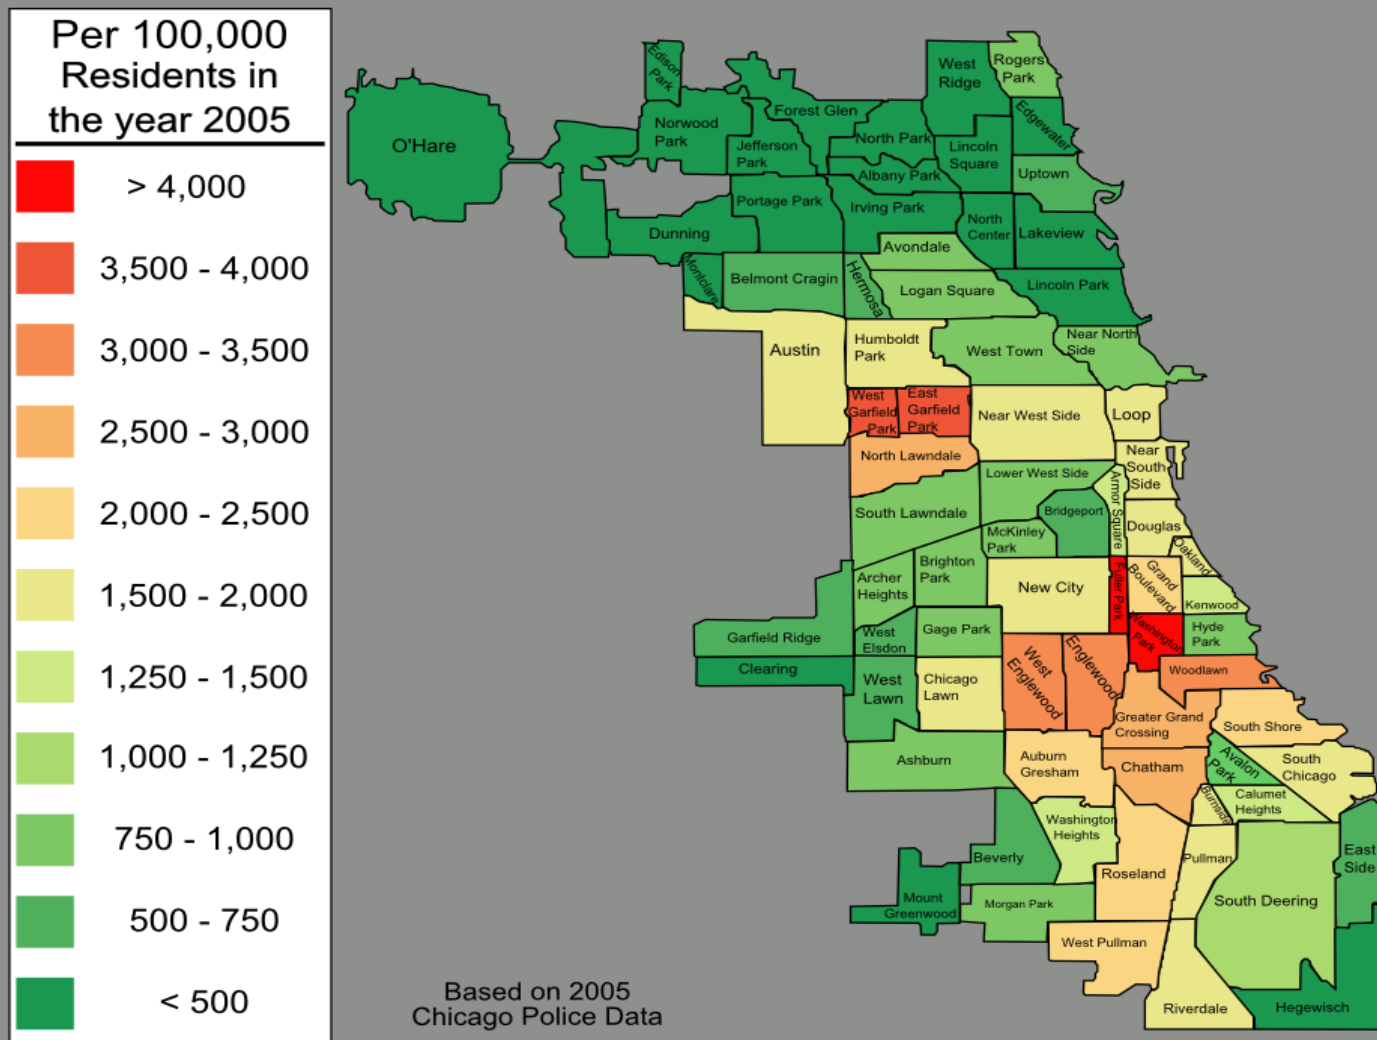 Per 100,000
Residents in
the year 2005
> 4,000
3,500 - 4,000
3,000 - 3,500
2,500 - 3,000
2,000 - 2,500
1,500 - 2,000
1,250 - 1,500
1,000 - 1,250
750 - 1,000
500 - 750
< 500
Edison
Park
West
Ridge
Rogers
Park
O'Hare
Norwood
Park
Forest Glen
Jefferson
Park
North Park
Lincoln
Square
Edgewater
Albany Park
Uptown
Portage Park
Irving Park
North
Center
Lakeview
Dunning
Avondale
Montclare
Belmont Cragin
Hermosa
Logan Square
Lincoln Park
Austin
Humboldt
Park
West Town
Near North
Side
West
Garfield
Park
East
Garfield
Park
Near West Side
Loop
North Lawndale
Near
South
Side
Lower West Side
Armor Square
South Lawndale
Bridgeport
Douglas
McKinley
Park
Oakland
Archer
Heights
Brighton
Park
New City
Fuller Park
Grand
Boulevard
Kenwood
Garfield Ridge
West
Elsdon
Gage Park
Washington
Park
Hyde
Park
Clearing
West
Lawn
Chicago
Lawn
West
Englewood
Englewood
Woodlawn
Greater Grand
Crossing
South Shore
Ashburn
Auburn
Gresham
Chatham
Avalon
Park
South
Chicago
Burnside
Calumet
Heights
Washington
Heights
Beverly
Pullman
East
Side
Roseland
Mount
Greenwood
Morgan Park
South Deering
West Pullman
Riverdale
Hegewisch
Based on 2005
Chicago Police Data